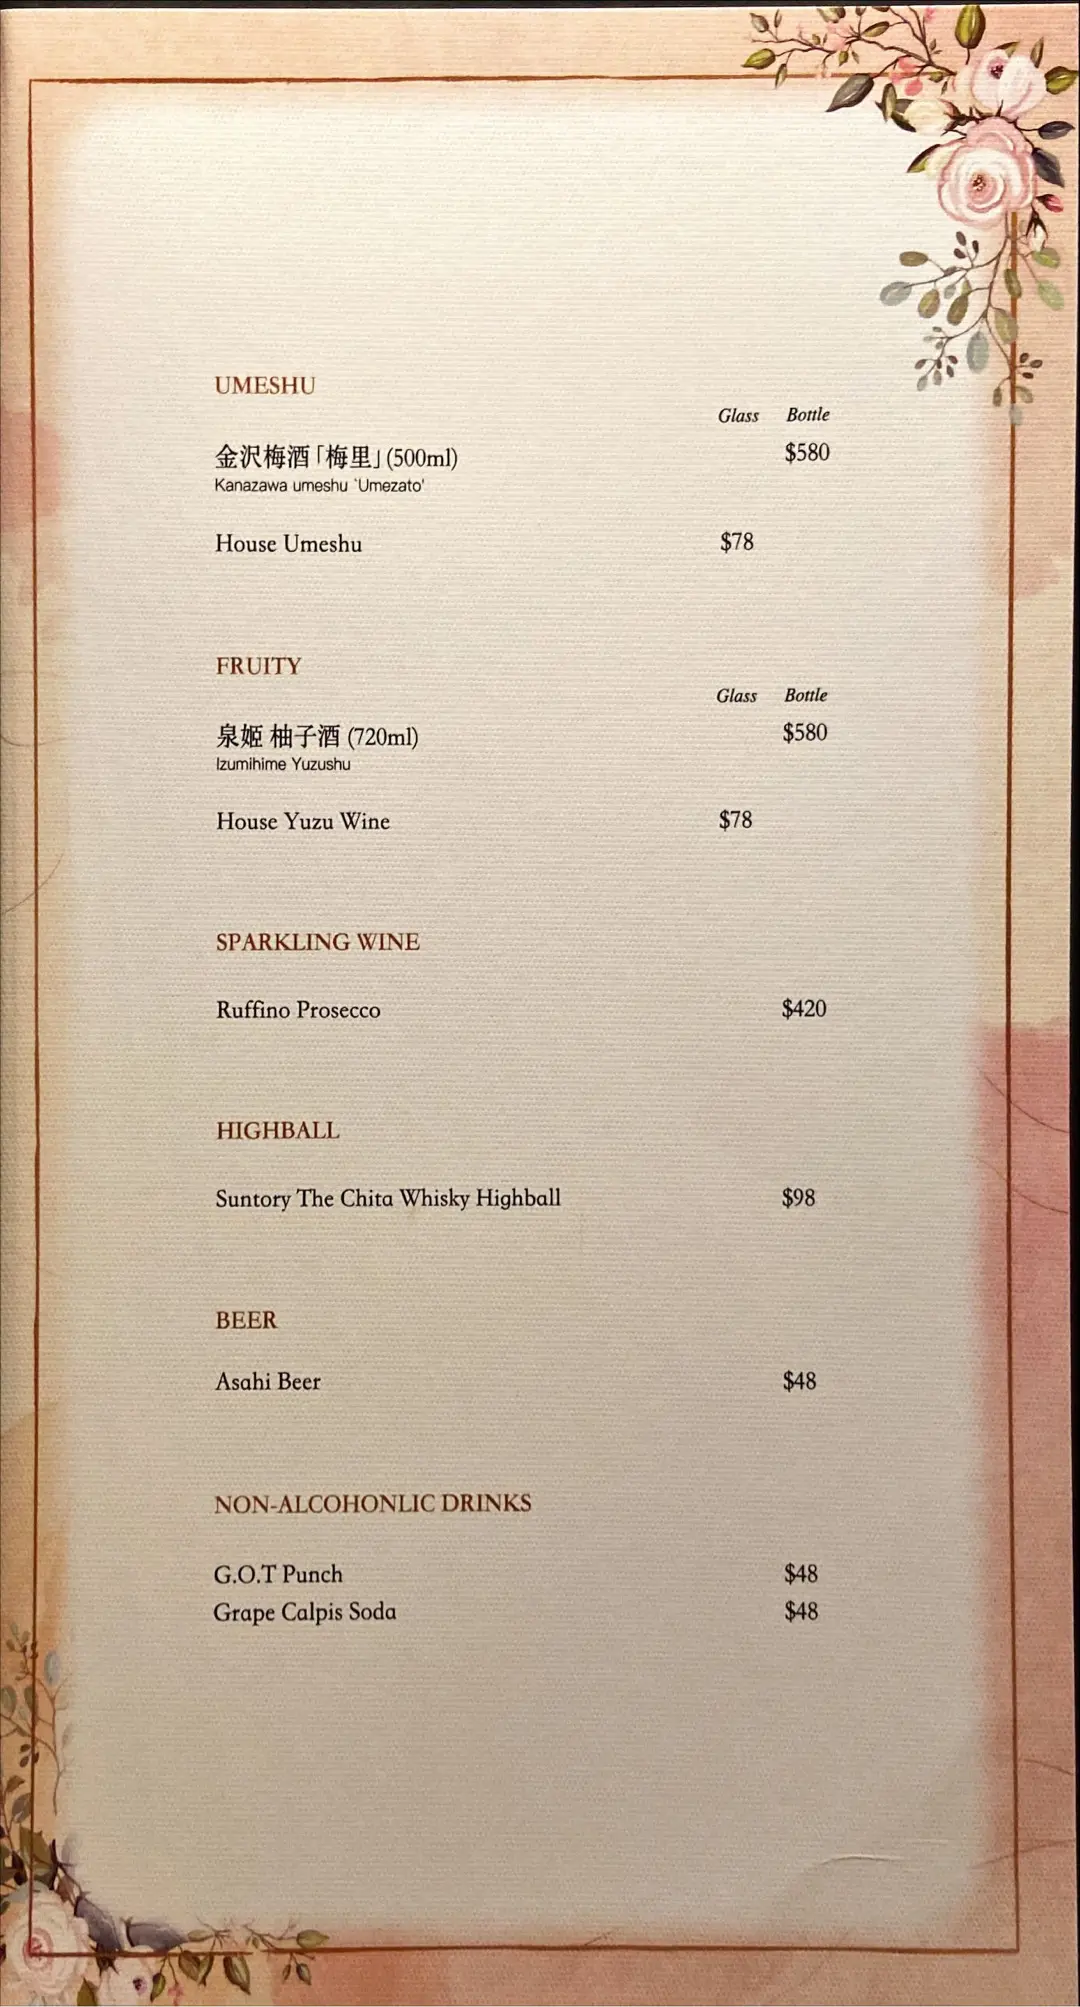 UMESHU
Glass Bottle
金沢梅酒「梅里」(500ml) $580
Kanazawa umeshu `Umezato'
House Umeshu $78
FRUITY
Glass Bottle
泉姫 柚子酒 (720ml) $580
Izumihime Yuzushu
House Yuzu Wine $78
SPARKLING WINE
Ruffino Prosecco $420
HIGHBALL
Suntory The Chita Whisky Highball $98
BEER
Asahi Beer $48
NON-ALCOHONLIC DRINKS
G.O.T Punch $48
Grape Calpis Soda $48